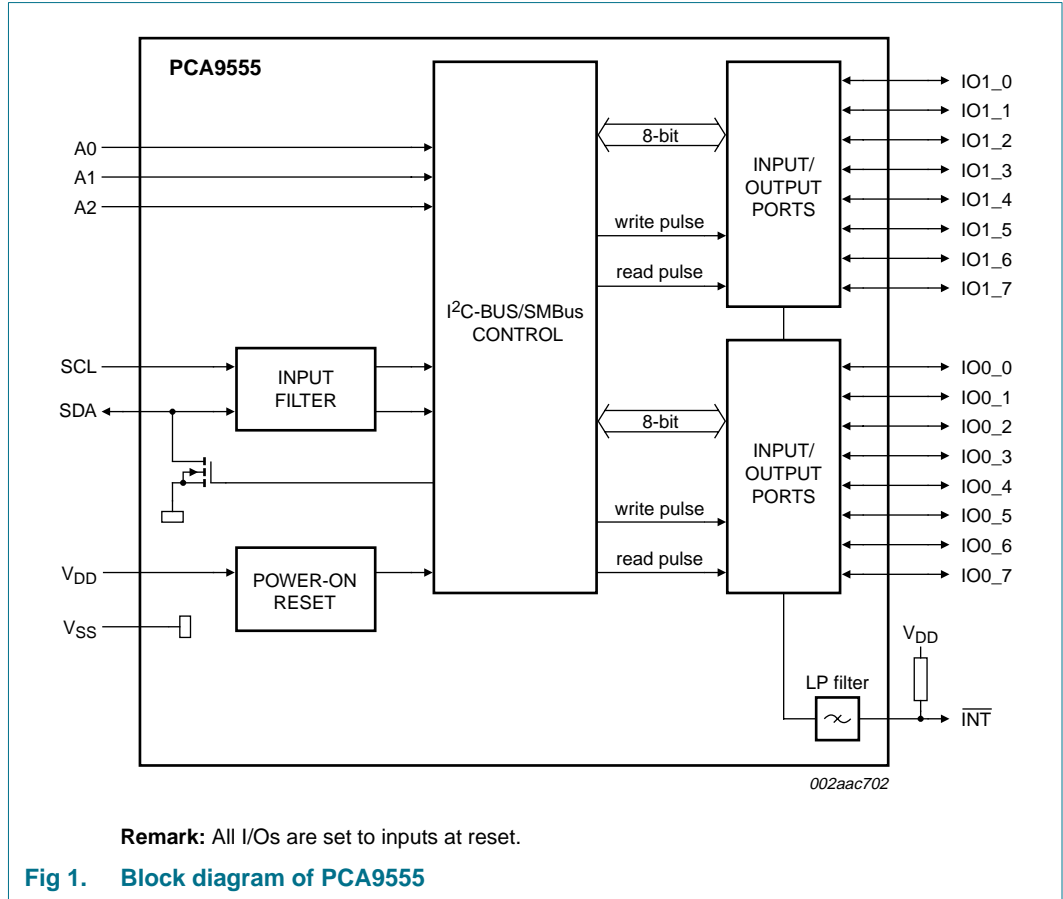 PCA9555
A0
A1
A2
SCL
SDA
VDD
VSS
INPUT
FILTER
POWER-ON
RESET
I2C-BUS/SMBus
CONTROL
8-bit
write pulse
read pulse
INPUT/
OUTPUT
PORTS
IO1_0
IO1_1
IO1_2
IO1_3
IO1_4
IO1_5
IO1_6
IO1_7
8-bit
write pulse
read pulse
INPUT/
OUTPUT
PORTS
IO0_0
IO0_1
IO0_2
IO0_3
IO0_4
IO0_5
IO0_6
IO0_7
VDD
LP filter
INT
002aac702
Remark: All I/Os are set to inputs at reset.
Fig 1. Block diagram of PCA9555